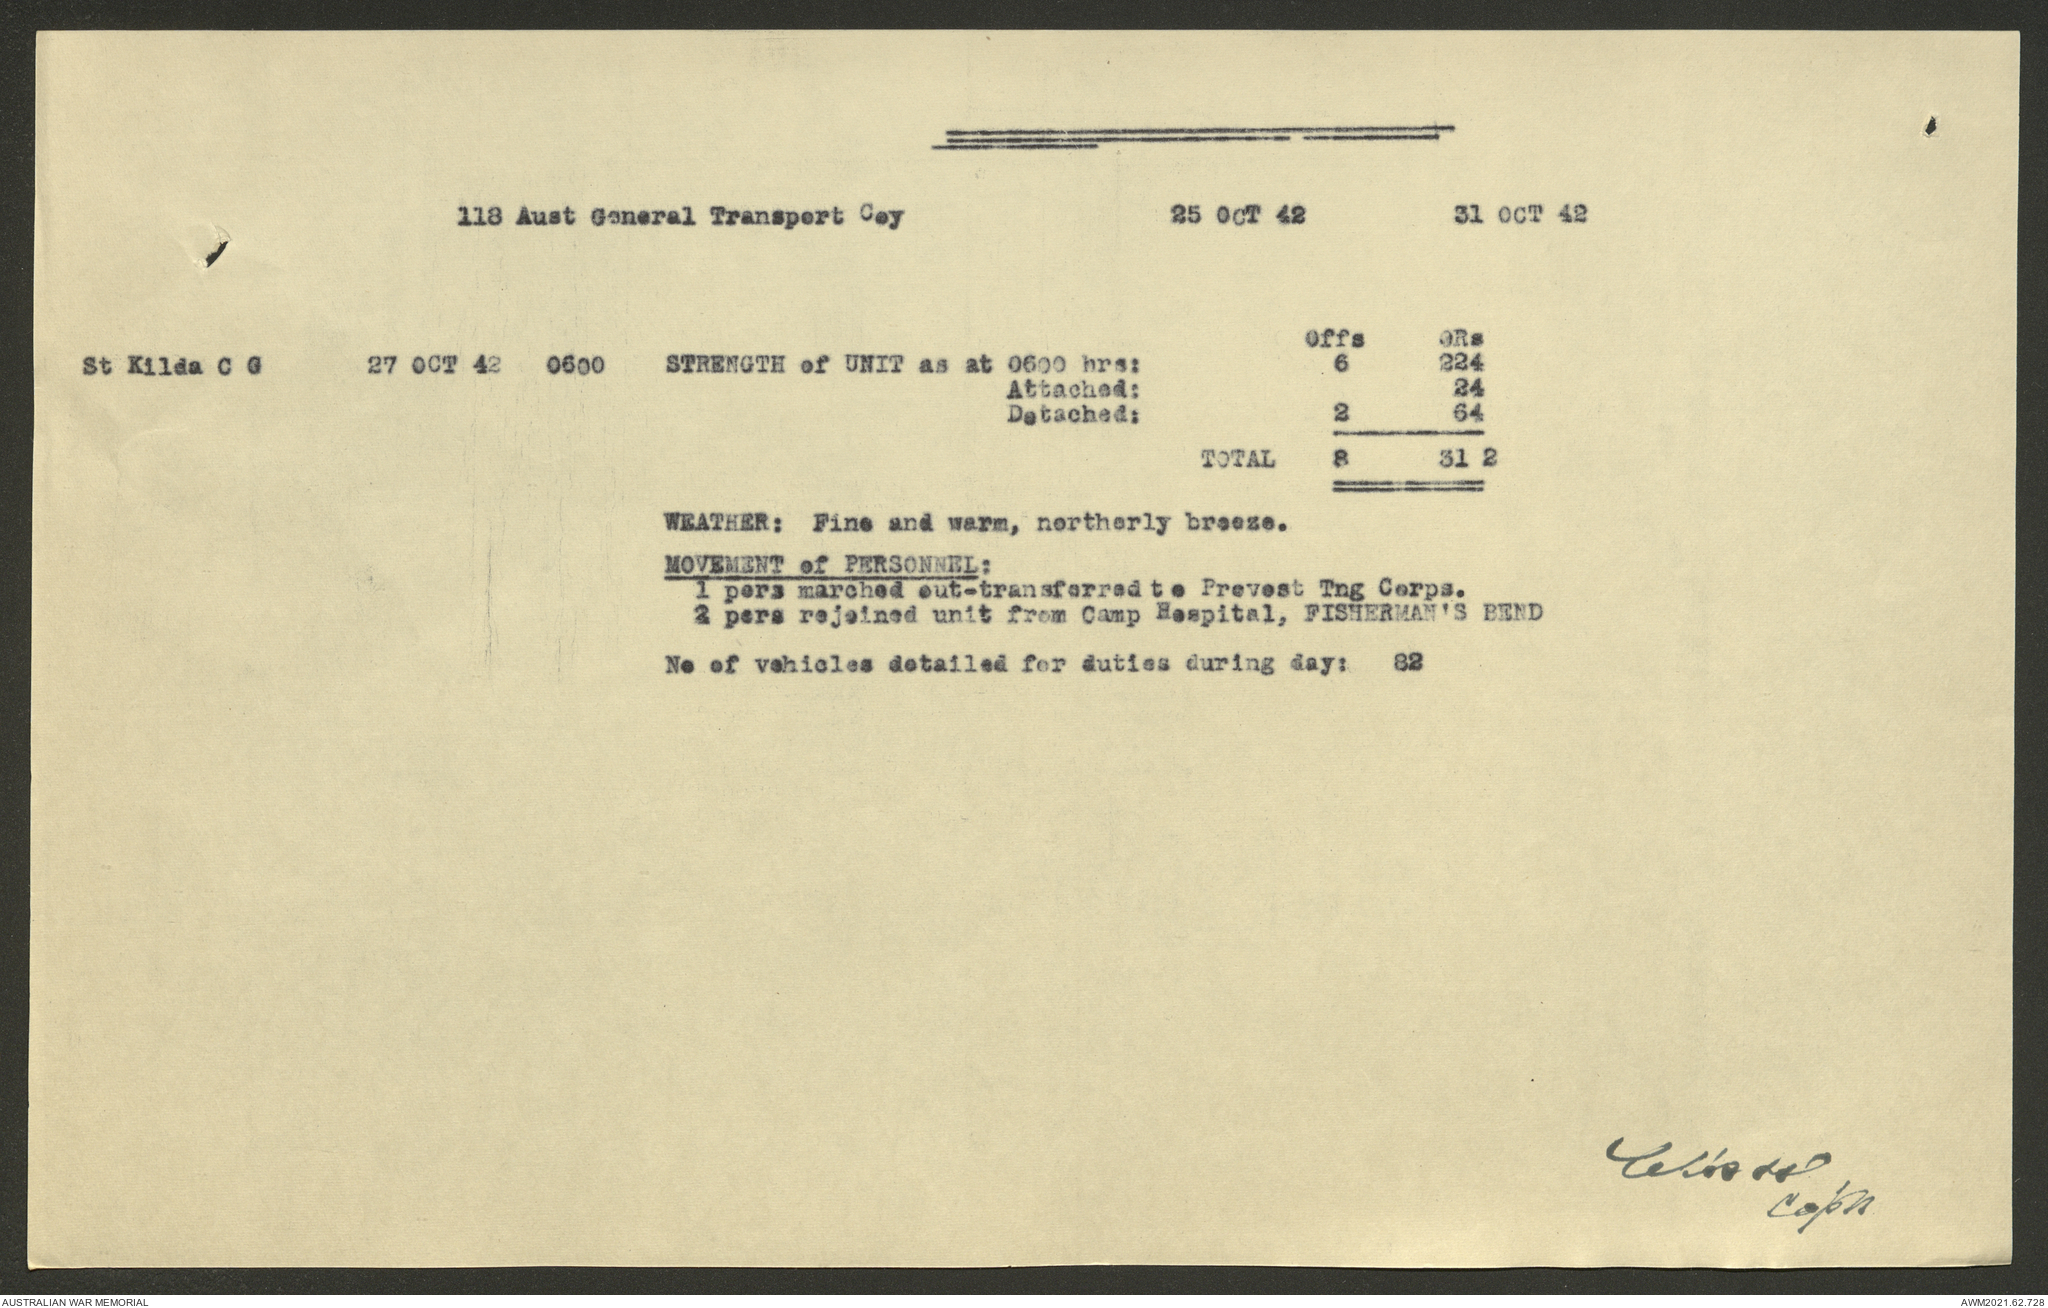 118 Aust General Transport Coy 25 OCT 42 31 OCT 42
Offs ORs
St Kilda C G 27 OCT 42 0600 STRENGTH of UNIT as at 0600 hrs: 6 224
Attached: 24
Detached: 2 64
TOTAL 8 31 2
WEATHER: Fine and warm, northerly breeze.
MOVEMENT of PERSONNEL:
1 pers marched out-transferred to Provost Tng Corps.
2 pers rejoined unit from Camp Hospital, FISHERMAN'S BEND
No of vehicles detailed for duties during day: 82
Capn
AUSTRALIAN WAR MEMORIAL AWM2021.62.728